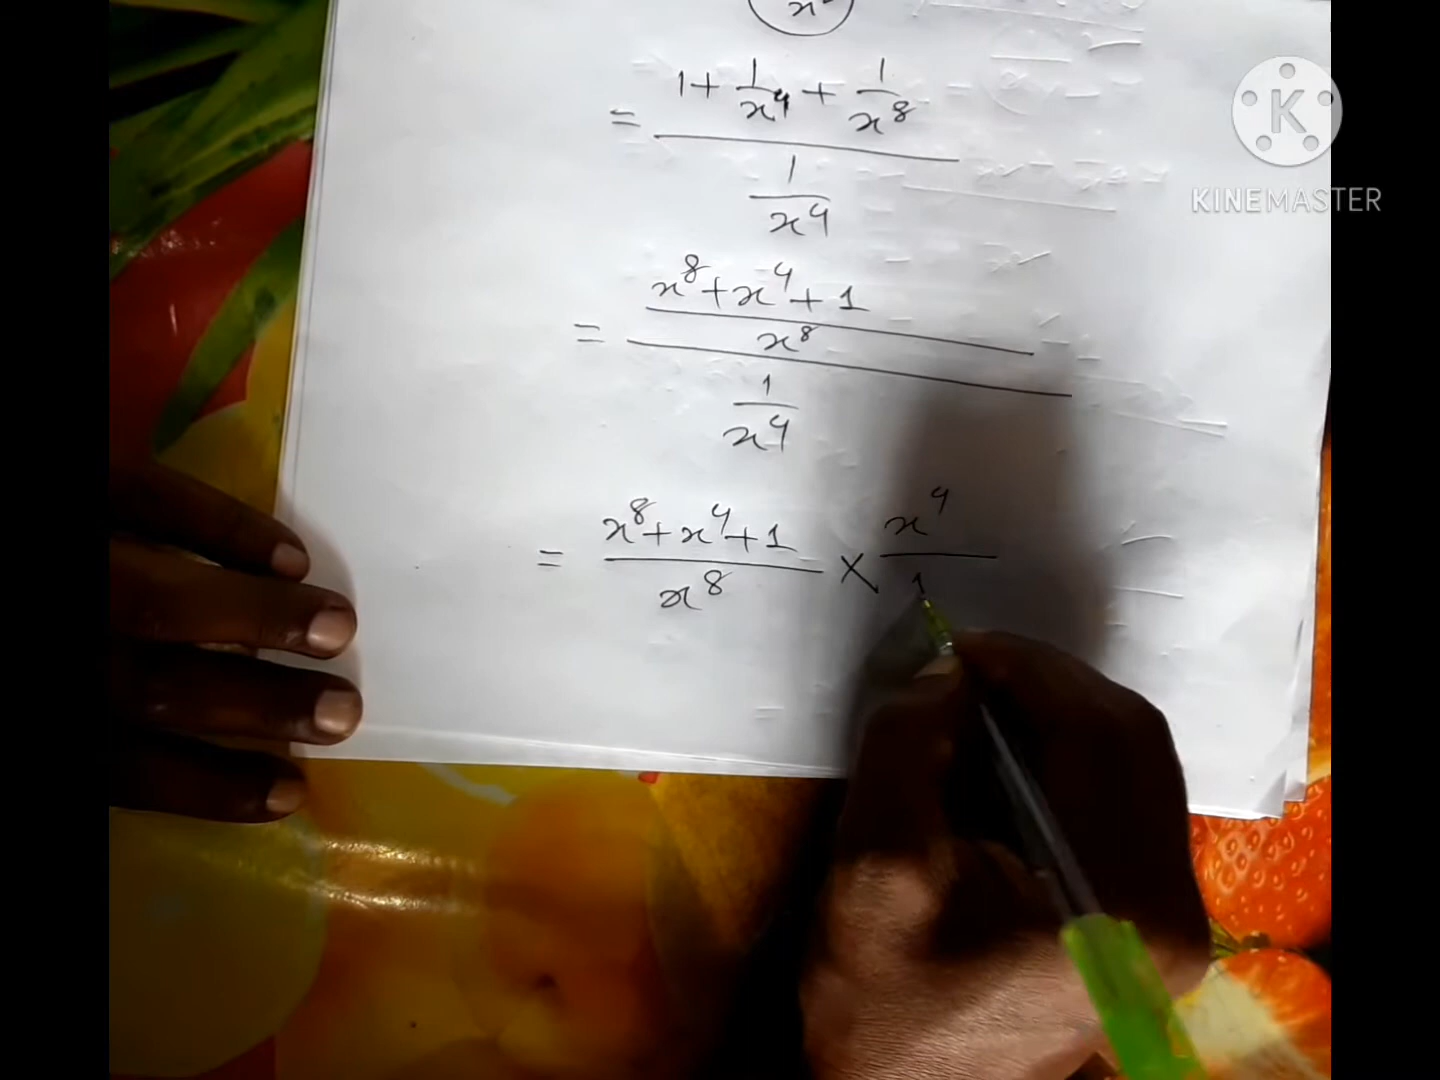 x²
= 1 + 1/x⁴ + 1/x⁸
1/x⁴
= x⁸ + x⁴ + 1
x⁸
1/x⁴
= x⁸ + x⁴ + 1 / x⁸ × x⁴ / 1
K
KINEMASTER